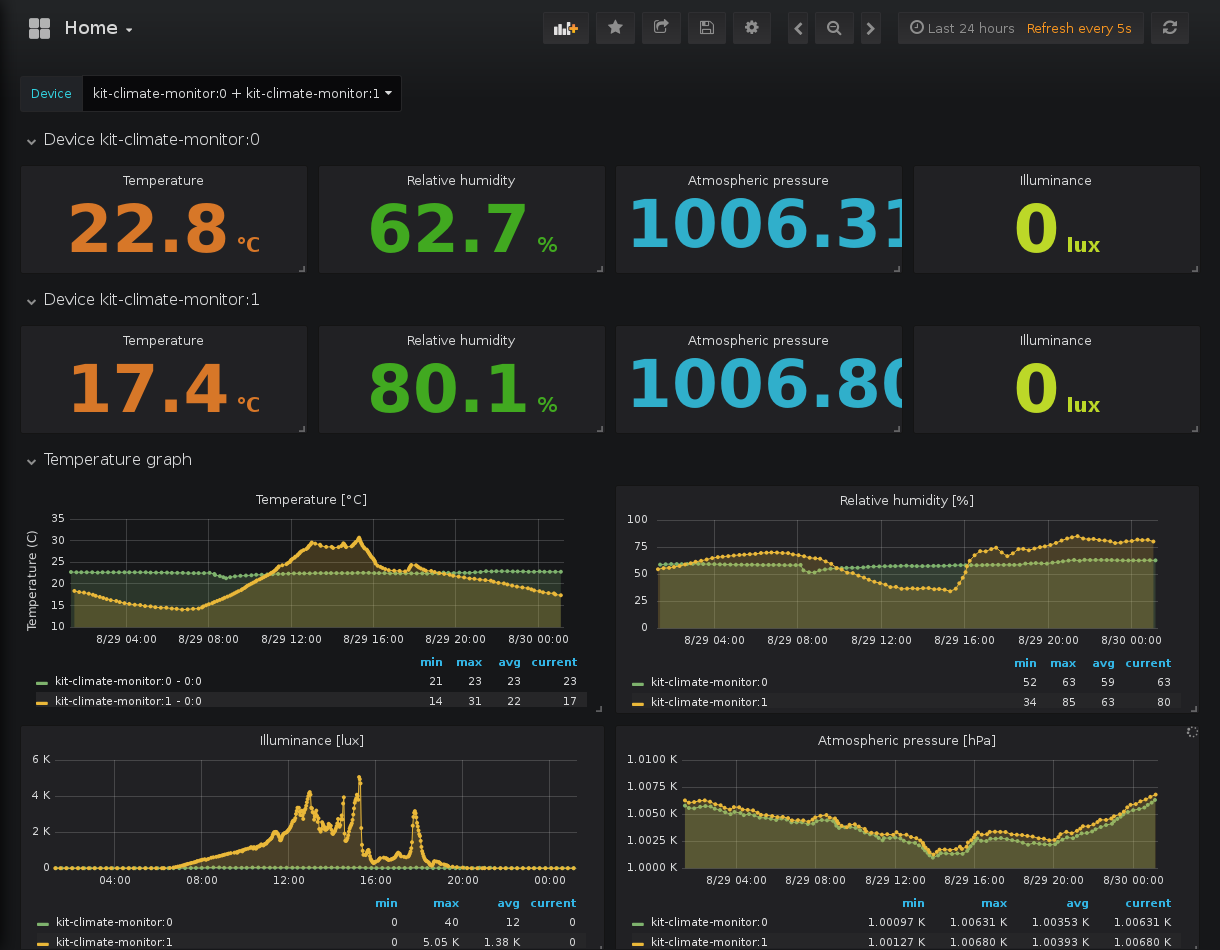 Home
Last 24 hours Refresh every 5s
Device kit-climate-monitor:0 + kit-climate-monitor:1
Device kit-climate-monitor:0
Temperature Relative humidity Atmospheric pressure Illuminance
22.8 °C 62.7 % 1006.31 0 lux
Device kit-climate-monitor:1
Temperature Relative humidity Atmospheric pressure Illuminance
17.4 °C 80.1 % 1006.80 0 lux
Temperature graph
Temperature [°C]
Temperature (C)
35
30
25
20
15
10
8/29 04:00 8/29 08:00 8/29 12:00 8/29 16:00 8/29 20:00 8/30 00:00
min max avg current
kit-climate-monitor:0 - 0:0 21 23 23 23
kit-climate-monitor:1 - 0:0 14 31 22 17
Relative humidity [%]
100
75
50
25
0
8/29 04:00 8/29 08:00 8/29 12:00 8/29 16:00 8/29 20:00 8/30 00:00
min max avg current
kit-climate-monitor:0 52 63 59 63
kit-climate-monitor:1 34 85 63 80
Illuminance [lux]
6 K
4 K
2 K
0
04:00 08:00 12:00 16:00 20:00 00:00
min max avg current
kit-climate-monitor:0 0 40 12 0
kit-climate-monitor:1 0 5.05 K 1.38 K 0
Atmospheric pressure [hPa]
1.0100 K
1.0075 K
1.0050 K
1.0025 K
1.0000 K
8/29 04:00 8/29 08:00 8/29 12:00 8/29 16:00 8/29 20:00 8/30 00:00
min max avg current
kit-climate-monitor:0 1.00097 K 1.00631 K 1.00353 K 1.00631 K
kit-climate-monitor:1 1.00127 K 1.00680 K 1.00393 K 1.00680 K